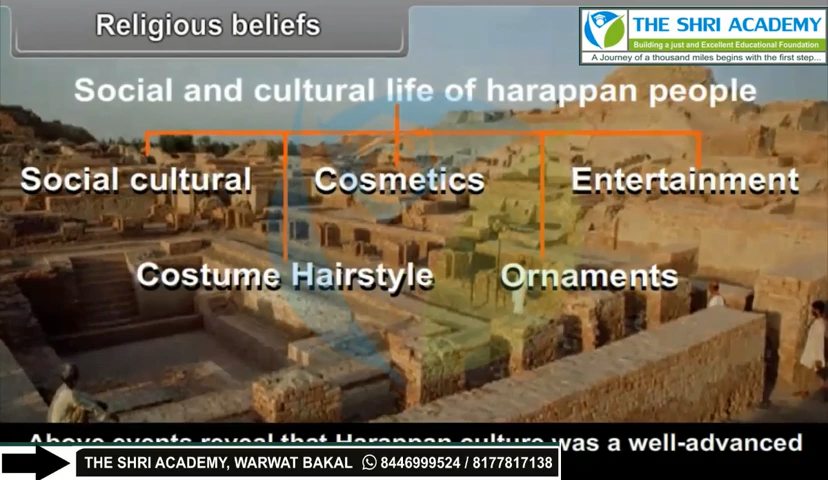 Religious beliefs
THE SHRI ACADEMY
Building a just and Excellent Educational Foundation
A Journey of a thousand miles begins with the first step...
Social and cultural life of harappan people
Social cultural
Cosmetics
Entertainment
Costume Hairstyle
Ornaments
Above events reveal that Harappan culture was a well-advanced
THE SHRI ACADEMY, WARWAT BAKAL 8446999524 / 8177817138